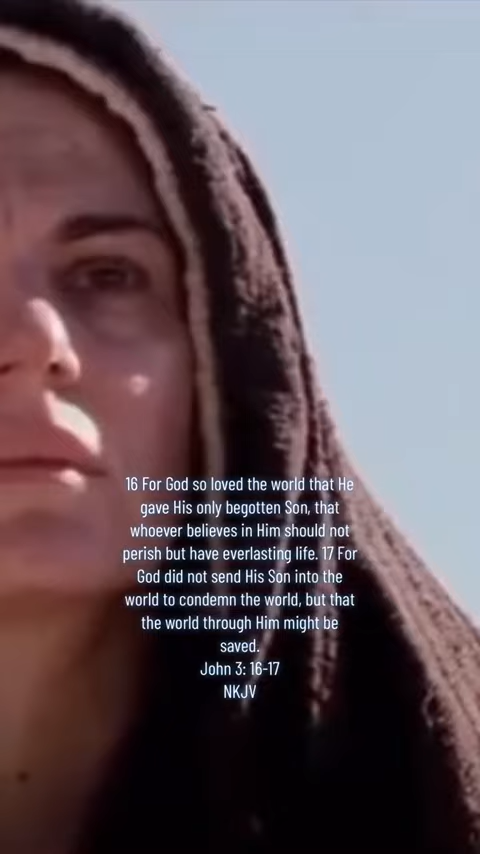 16 For God so loved the world that He
gave His only begotten Son, that
whoever believes in Him should not
perish but have everlasting life. 17 For
God did not send His Son into the
world to condemn the world, but that
the world through Him might be
saved.
John 3: 16-17
NKJV